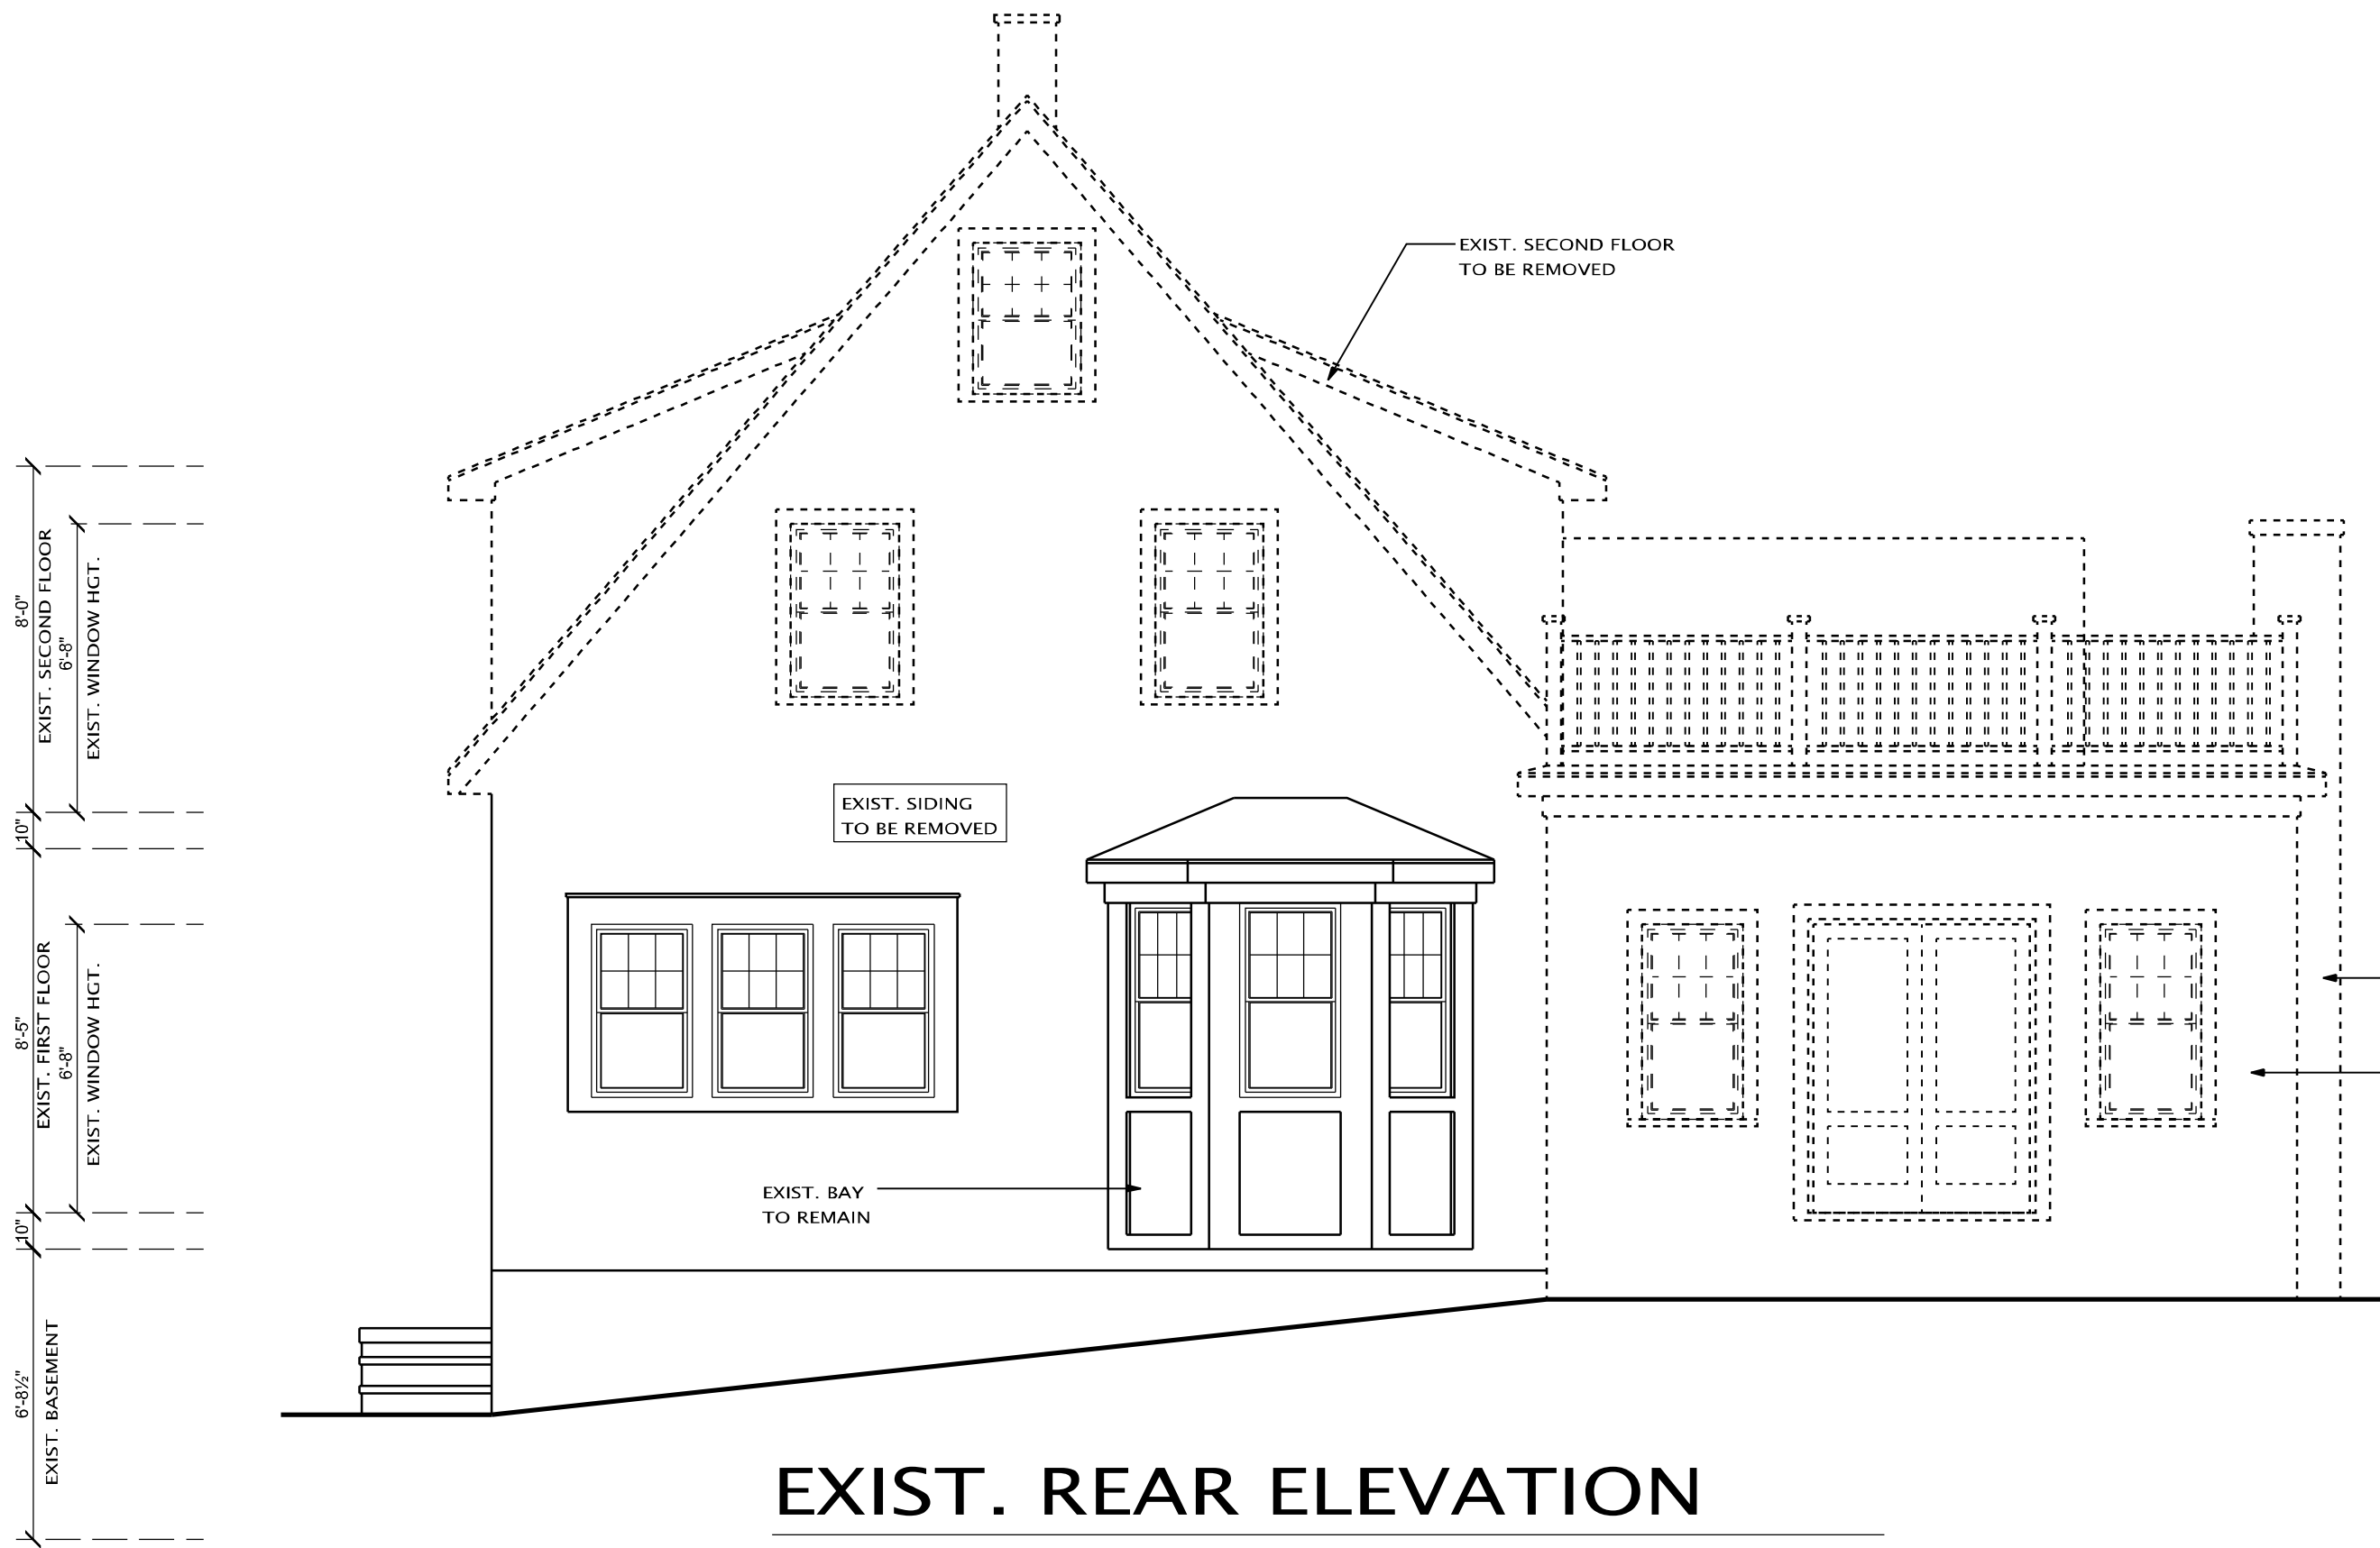 EXIST. SECOND FLOOR
TO BE REMOVED
8'-0"
EXIST. SECOND FLOOR
6'-8"
EXIST. WINDOW HGT.
10"
EXIST. SIDING
TO BE REMOVED
8'-5"
EXIST. FIRST FLOOR
6'-8"
EXIST. WINDOW HGT.
EXIST. BAY
TO REMAIN
10"
6'-8½"
EXIST. BASEMENT
EXIST. REAR ELEVATION